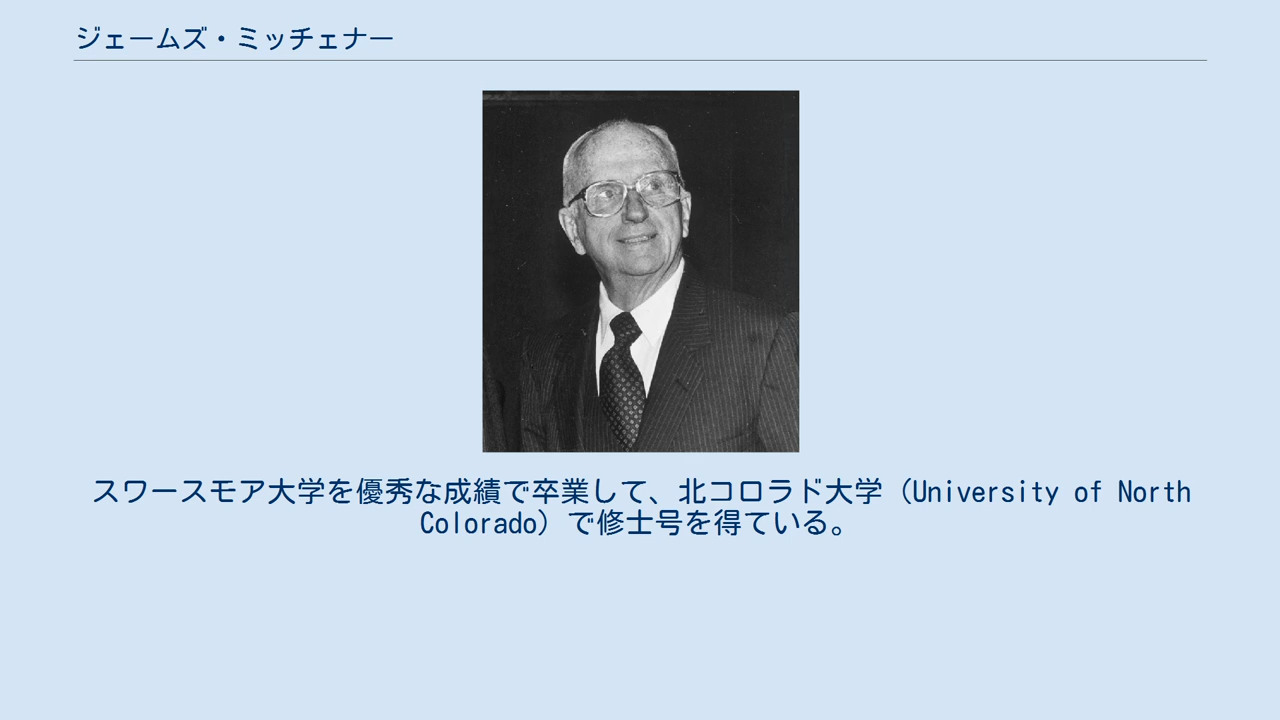 ジェームズ・ミッチェナー
スワースモア大学を優秀な成績で卒業して、北コロラド大学（University of North
Colorado）で修士号を得ている。